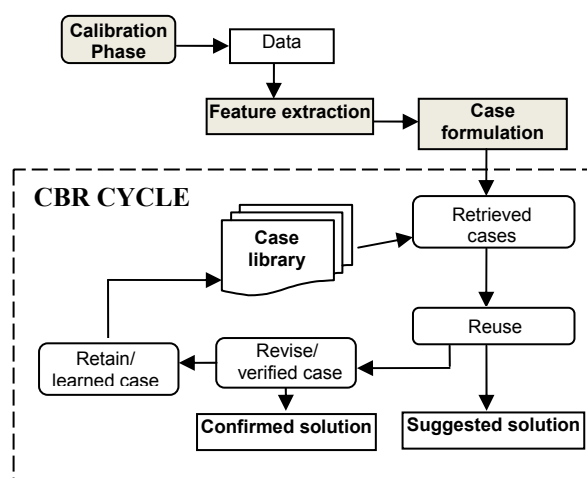 Calibration
Phase
Data
Feature extraction
Case
formulation
CBR CYCLE
Case
library
Retrieved
cases
Reuse
Retain/
learned case
Revise/
verified case
Confirmed solution
Suggested solution